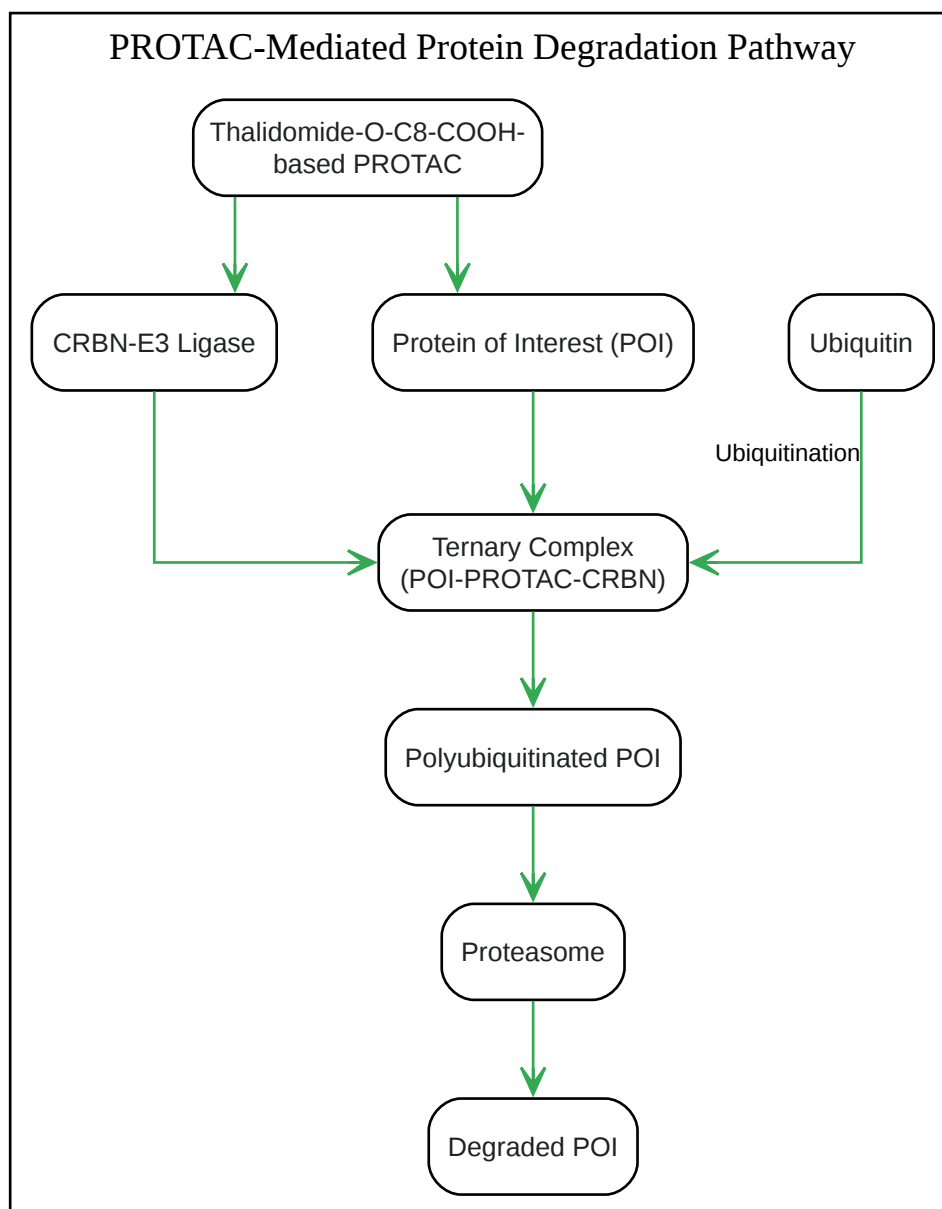 PROTAC-Mediated Protein Degradation Pathway
Thalidomide-O-C8-COOH-
based PROTAC
CRBN-E3 Ligase
Protein of Interest (POI)
Ubiquitin
Ubiquitination
Ternary Complex
(POI-PROTAC-CRBN)
Polyubiquitinated POI
Proteasome
Degraded POI